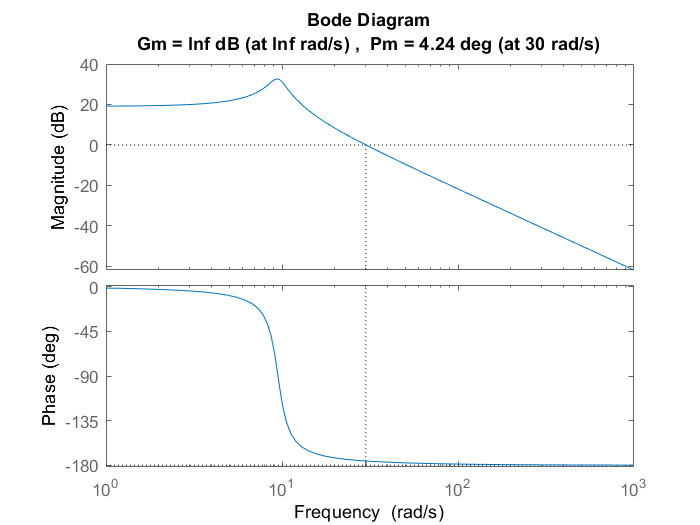 Bode Diagram
Gm = Inf dB (at Inf rad/s) ,  Pm = 4.24 deg (at 30 rad/s)
Magnitude (dB)
40
20
0
-20
-40
-60
Phase (deg)
0
-45
-90
-135
-180
10^0 10^1 10^2 10^3
Frequency  (rad/s)